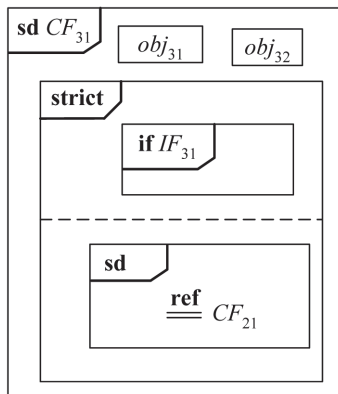 sd CF31
obj31 obj32
strict
if IF31
sd
ref
CF21